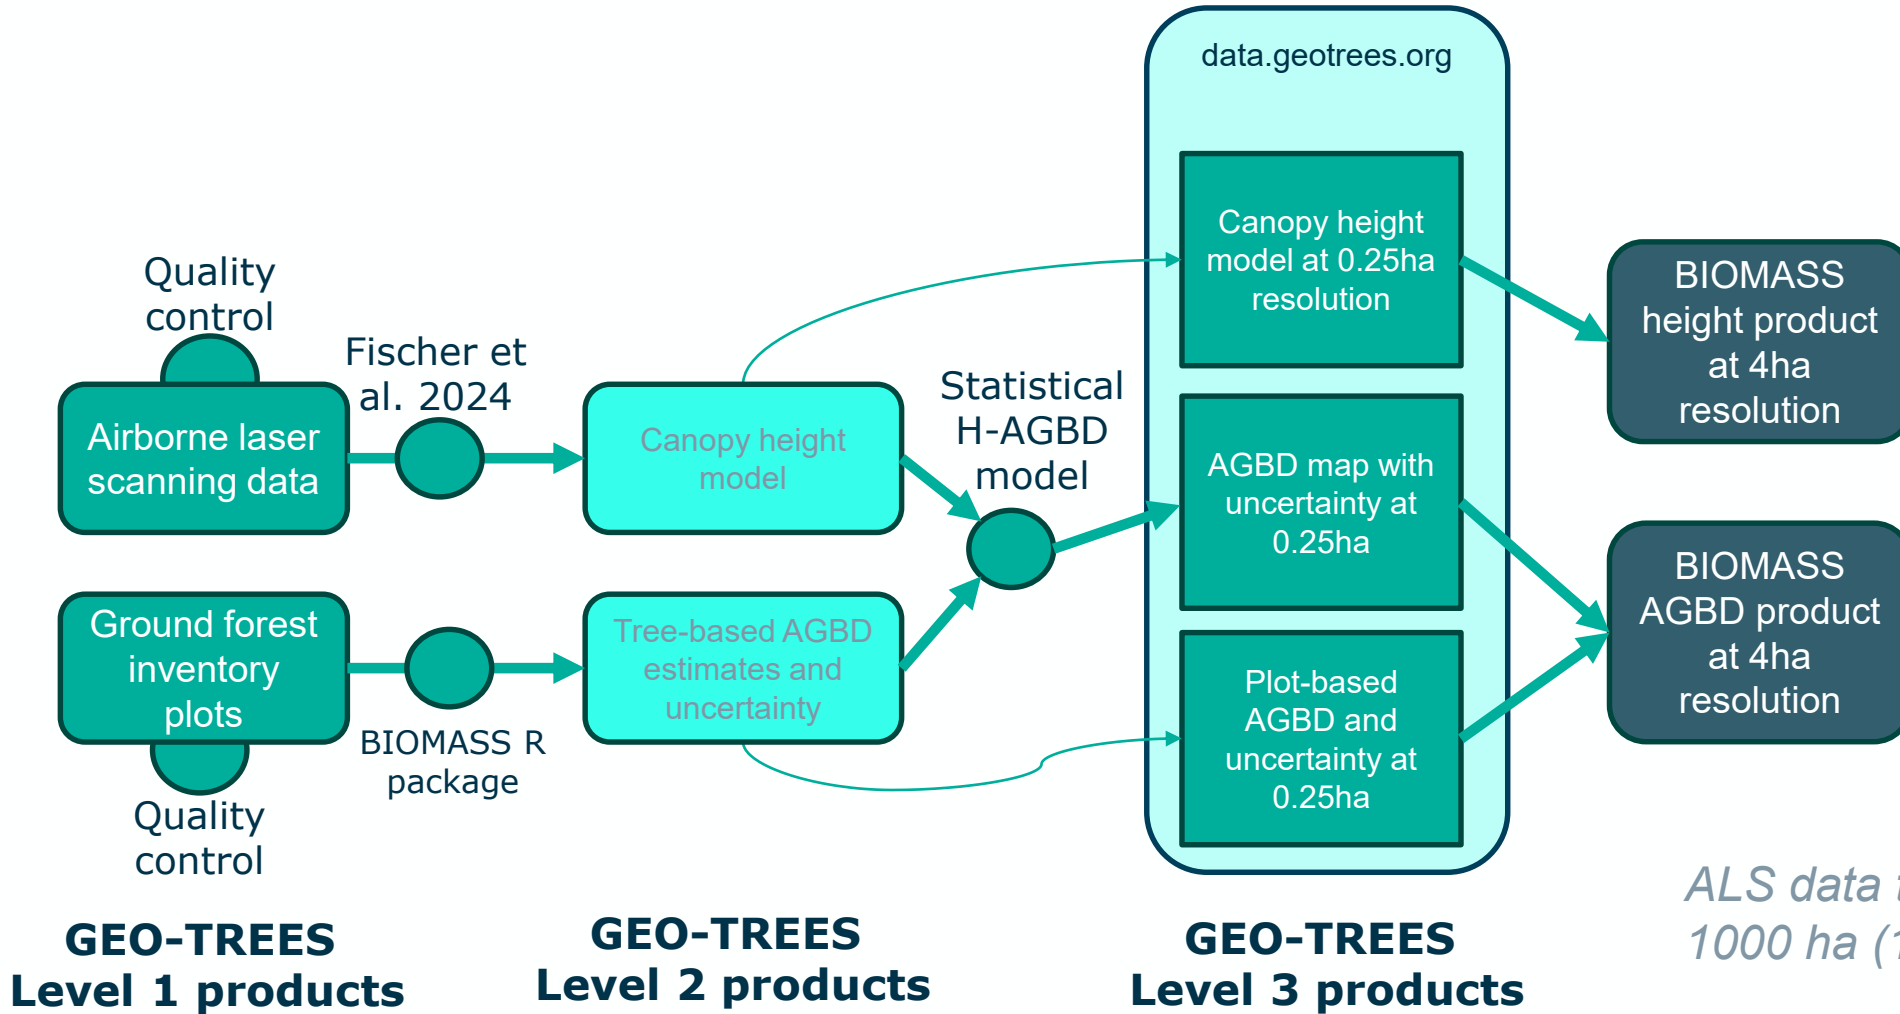 data.geotrees.org
Quality
control
Airborne laser
scanning data
Fischer et
al. 2024
Canopy height
model
Statistical
H-AGBD
model
Canopy height
model at 0.25ha
resolution
BIOMASS
height product
at 4ha
resolution
AGBD map with
uncertainty at
0.25ha
Ground forest
inventory
plots
Quality
control
BIOMASS R
package
Tree-based AGBD
estimates and
uncertainty
Plot-based
AGBD and
uncertainty at
0.25ha
BIOMASS
AGBD product
at 4ha
resolution
ALS data
1000 ha
GEO-TREES
Level 1 products
GEO-TREES
Level 2 products
GEO-TREES
Level 3 products